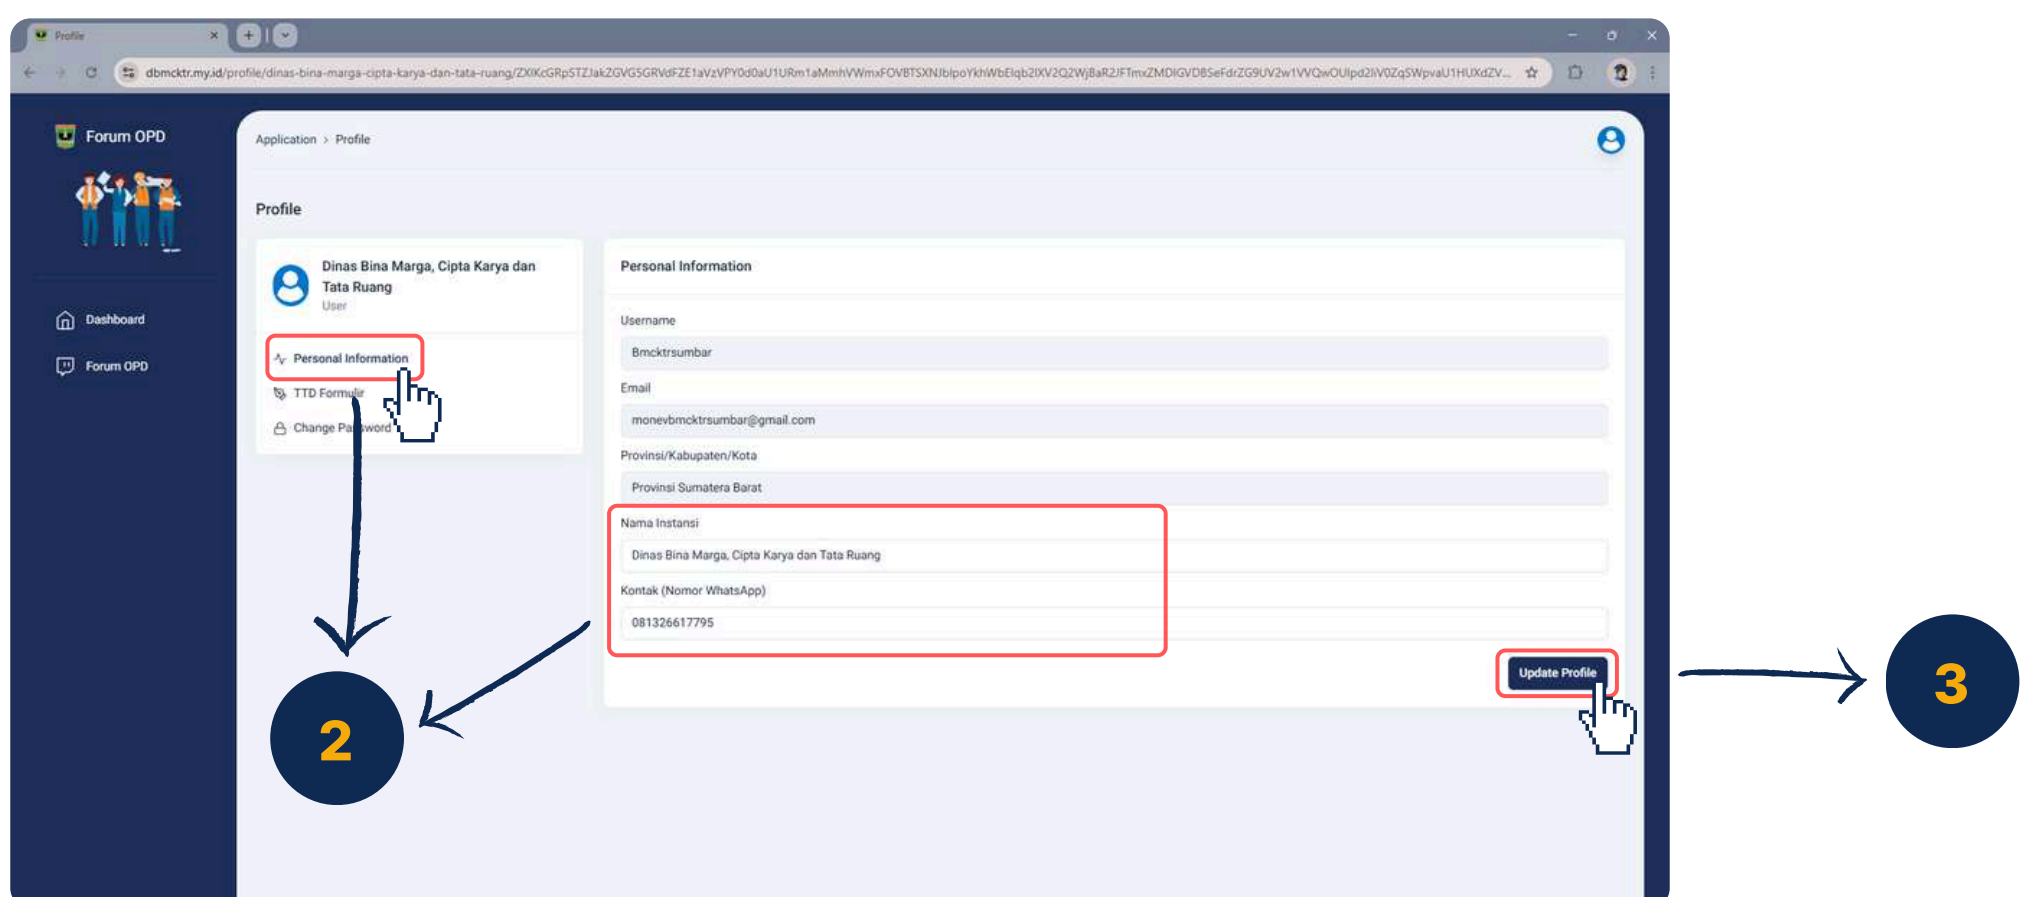 Profile
dbmcktr.my.id/profile/dinas-bina-marga-cipta-karya-dan-tata-ruang/
Forum OPD
Application > Profile
Profile
Dinas Bina Marga, Cipta Karya dan
Tata Ruang
User
Personal Information
TTD Formulir
Change Password
Dashboard
Forum OPD
Personal Information
Username
Bmcktrsumbar
Email
monevbmcktrsumbar@gmail.com
Provinsi/Kabupaten/Kota
Provinsi Sumatera Barat
Nama Instansi
Dinas Bina Marga, Cipta Karya dan Tata Ruang
Kontak (Nomor WhatsApp)
081326617795
Update Profile
2
3